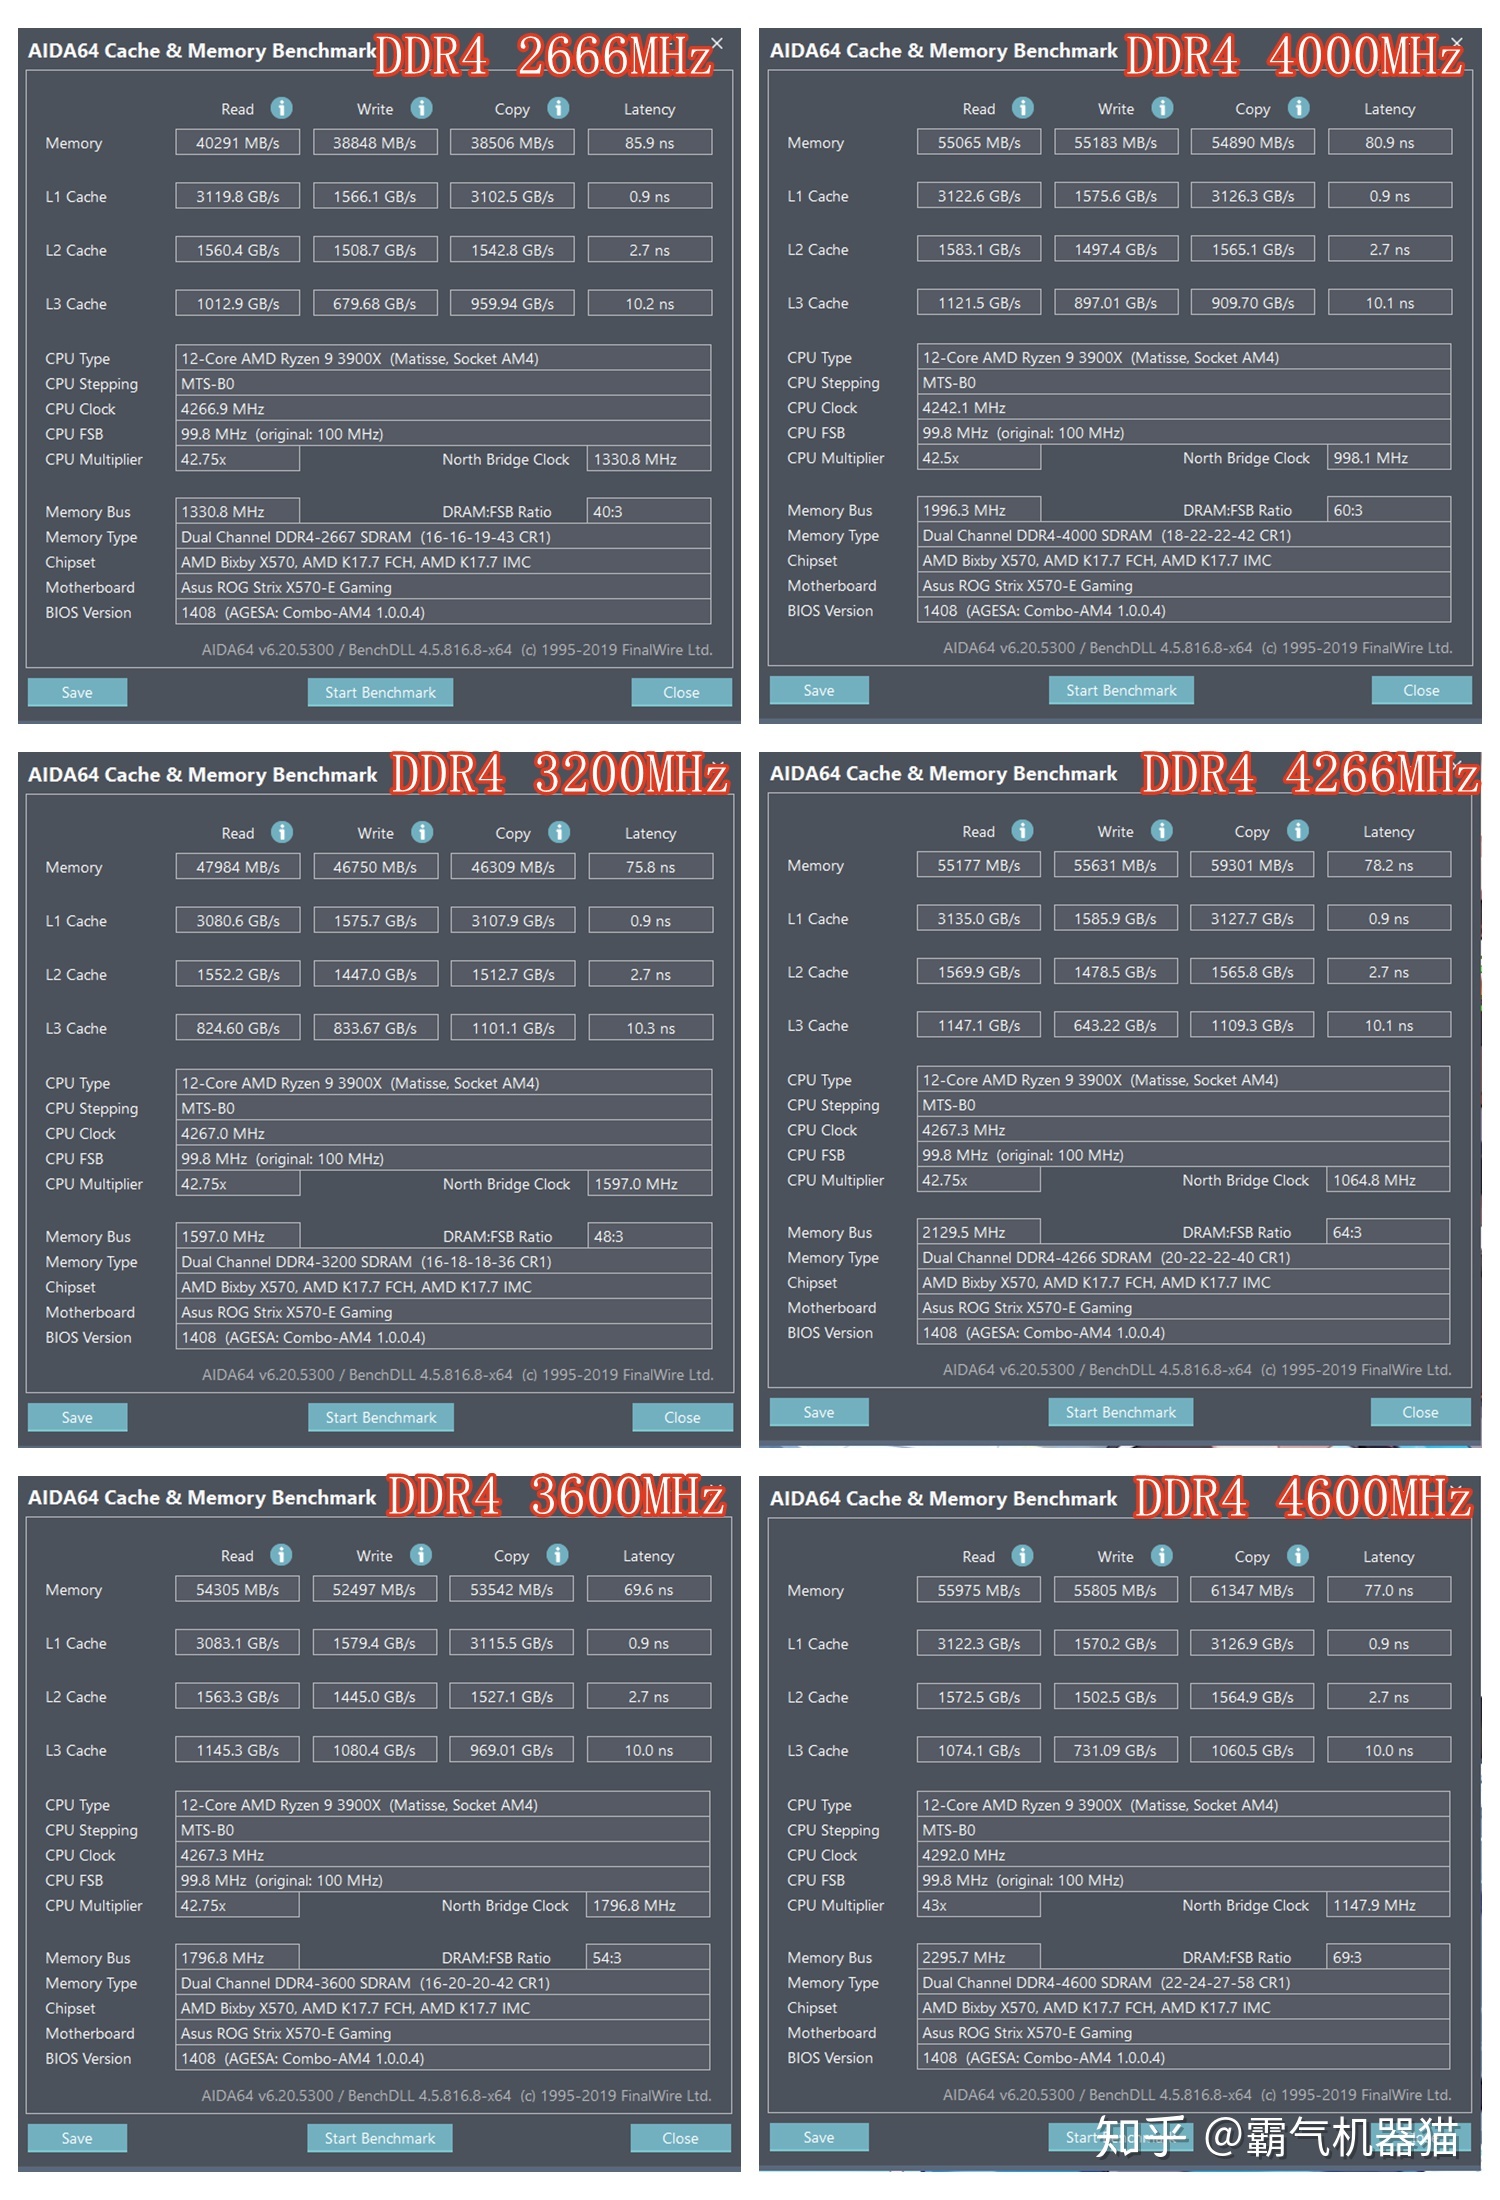 AIDA64 Cache & Memory Benchmark DDR4 2666MHz
Read Write Copy Latency
Memory 40291 MB/s 38848 MB/s 38506 MB/s 85.9 ns
L1 Cache 3119.8 GB/s 1566.1 GB/s 3102.5 GB/s 0.9 ns
L2 Cache 1560.4 GB/s 1508.7 GB/s 1542.8 GB/s 2.7 ns
L3 Cache 1012.9 GB/s 679.68 GB/s 959.94 GB/s 10.2 ns
CPU Type 12-Core AMD Ryzen 9 3900X (Matisse, Socket AM4)
CPU Stepping MTS-B0
CPU Clock 4266.9 MHz
CPU FSB 99.8 MHz (original: 100 MHz)
CPU Multiplier 42.75x North Bridge Clock 1330.8 MHz
Memory Bus 1330.8 MHz DRAM:FSB Ratio 40:3
Memory Type Dual Channel DDR4-2667 SDRAM (16-16-19-43 CR1)
Chipset AMD Bixby X570, AMD K17.7 FCH, AMD K17.7 IMC
Motherboard Asus ROG Strix X570-E Gaming
BIOS Version 1408 (AGESA: Combo-AM4 1.0.0.4)
AIDA64 v6.20.5300 / BenchDLL 4.5.816.8-x64 (c) 1995-2019 FinalWire Ltd.
Save Start Benchmark Close
AIDA64 Cache & Memory Benchmark DDR4 4000MHz
Read Write Copy Latency
Memory 55065 MB/s 55183 MB/s 54890 MB/s 80.9 ns
L1 Cache 3122.6 GB/s 1575.6 GB/s 3126.3 GB/s 0.9 ns
L2 Cache 1583.1 GB/s 1497.4 GB/s 1565.1 GB/s 2.7 ns
L3 Cache 1121.5 GB/s 897.01 GB/s 909.70 GB/s 10.1 ns
CPU Type 12-Core AMD Ryzen 9 3900X (Matisse, Socket AM4)
CPU Stepping MTS-B0
CPU Clock 4242.1 MHz
CPU FSB 99.8 MHz (original: 100 MHz)
CPU Multiplier 42.5x North Bridge Clock 998.1 MHz
Memory Bus 1996.3 MHz DRAM:FSB Ratio 60:3
Memory Type Dual Channel DDR4-4000 SDRAM (18-22-22-42 CR1)
Chipset AMD Bixby X570, AMD K17.7 FCH, AMD K17.7 IMC
Motherboard Asus ROG Strix X570-E Gaming
BIOS Version 1408 (AGESA: Combo-AM4 1.0.0.4)
AIDA64 v6.20.5300 / BenchDLL 4.5.816.8-x64 (c) 1995-2019 FinalWire Ltd.
Save Start Benchmark Close
AIDA64 Cache & Memory Benchmark DDR4 3200MHz
Read Write Copy Latency
Memory 47984 MB/s 46750 MB/s 46309 MB/s 75.8 ns
L1 Cache 3080.6 GB/s 1575.7 GB/s 3107.9 GB/s 0.9 ns
L2 Cache 1552.2 GB/s 1447.0 GB/s 1512.7 GB/s 2.7 ns
L3 Cache 824.60 GB/s 833.67 GB/s 1101.1 GB/s 10.3 ns
CPU Type 12-Core AMD Ryzen 9 3900X (Matisse, Socket AM4)
CPU Stepping MTS-B0
CPU Clock 4267.0 MHz
CPU FSB 99.8 MHz (original: 100 MHz)
CPU Multiplier 42.75x North Bridge Clock 1597.0 MHz
Memory Bus 1597.0 MHz DRAM:FSB Ratio 48:3
Memory Type Dual Channel DDR4-3200 SDRAM (16-18-18-36 CR1)
Chipset AMD Bixby X570, AMD K17.7 FCH, AMD K17.7 IMC
Motherboard Asus ROG Strix X570-E Gaming
BIOS Version 1408 (AGESA: Combo-AM4 1.0.0.4)
AIDA64 v6.20.5300 / BenchDLL 4.5.816.8-x64 (c) 1995-2019 FinalWire Ltd.
Save Start Benchmark Close
AIDA64 Cache & Memory Benchmark DDR4 4266MHz
Read Write Copy Latency
Memory 55177 MB/s 55631 MB/s 59301 MB/s 78.2 ns
L1 Cache 3135.0 GB/s 1585.9 GB/s 3127.7 GB/s 0.9 ns
L2 Cache 1569.9 GB/s 1478.5 GB/s 1565.8 GB/s 2.7 ns
L3 Cache 1147.1 GB/s 643.22 GB/s 1109.3 GB/s 10.1 ns
CPU Type 12-Core AMD Ryzen 9 3900X (Matisse, Socket AM4)
CPU Stepping MTS-B0
CPU Clock 4267.3 MHz
CPU FSB 99.8 MHz (original: 100 MHz)
CPU Multiplier 42.75x North Bridge Clock 1064.8 MHz
Memory Bus 2129.5 MHz DRAM:FSB Ratio 64:3
Memory Type Dual Channel DDR4-4266 SDRAM (20-22-22-40 CR1)
Chipset AMD Bixby X570, AMD K17.7 FCH, AMD K17.7 IMC
Motherboard Asus ROG Strix X570-E Gaming
BIOS Version 1408 (AGESA: Combo-AM4 1.0.0.4)
AIDA64 v6.20.5300 / BenchDLL 4.5.816.8-x64 (c) 1995-2019 FinalWire Ltd.
Save Start Benchmark Close
AIDA64 Cache & Memory Benchmark DDR4 3600MHz
Read Write Copy Latency
Memory 54305 MB/s 52497 MB/s 53542 MB/s 69.6 ns
L1 Cache 3083.1 GB/s 1579.4 GB/s 3115.5 GB/s 0.9 ns
L2 Cache 1563.3 GB/s 1445.0 GB/s 1527.1 GB/s 2.7 ns
L3 Cache 1145.3 GB/s 1080.4 GB/s 969.01 GB/s 10.0 ns
CPU Type 12-Core AMD Ryzen 9 3900X (Matisse, Socket AM4)
CPU Stepping MTS-B0
CPU Clock 4267.3 MHz
CPU FSB 99.8 MHz (original: 100 MHz)
CPU Multiplier 42.75x North Bridge Clock 1796.8 MHz
Memory Bus 1796.8 MHz DRAM:FSB Ratio 54:3
Memory Type Dual Channel DDR4-3600 SDRAM (16-20-20-42 CR1)
Chipset AMD Bixby X570, AMD K17.7 FCH, AMD K17.7 IMC
Motherboard Asus ROG Strix X570-E Gaming
BIOS Version 1408 (AGESA: Combo-AM4 1.0.0.4)
AIDA64 v6.20.5300 / BenchDLL 4.5.816.8-x64 (c) 1995-2019 FinalWire Ltd.
Save Start Benchmark Close
AIDA64 Cache & Memory Benchmark DDR4 4600MHz
Read Write Copy Latency
Memory 55975 MB/s 55805 MB/s 61347 MB/s 77.0 ns
L1 Cache 3122.3 GB/s 1570.2 GB/s 3126.9 GB/s 0.9 ns
L2 Cache 1572.5 GB/s 1502.5 GB/s 1564.9 GB/s 2.7 ns
L3 Cache 1074.1 GB/s 731.09 GB/s 1060.5 GB/s 10.0 ns
CPU Type 12-Core AMD Ryzen 9 3900X (Matisse, Socket AM4)
CPU Stepping MTS-B0
CPU Clock 4292.0 MHz
CPU FSB 99.8 MHz (original: 100 MHz)
CPU Multiplier 43x North Bridge Clock 1147.9 MHz
Memory Bus 2295.7 MHz DRAM:FSB Ratio 69:3
Memory Type Dual Channel DDR4-4600 SDRAM (22-24-27-58 CR1)
Chipset AMD Bixby X570, AMD K17.7 FCH, AMD K17.7 IMC
Motherboard Asus ROG Strix X570-E Gaming
BIOS Version 1408 (AGESA: Combo-AM4 1.0.0.4)
AIDA64 v6.20.5300 / BenchDLL 4.5.816.8-x64 (c) 1995-2019 FinalWire Ltd.
Save Start
知乎 @霸气机器猫